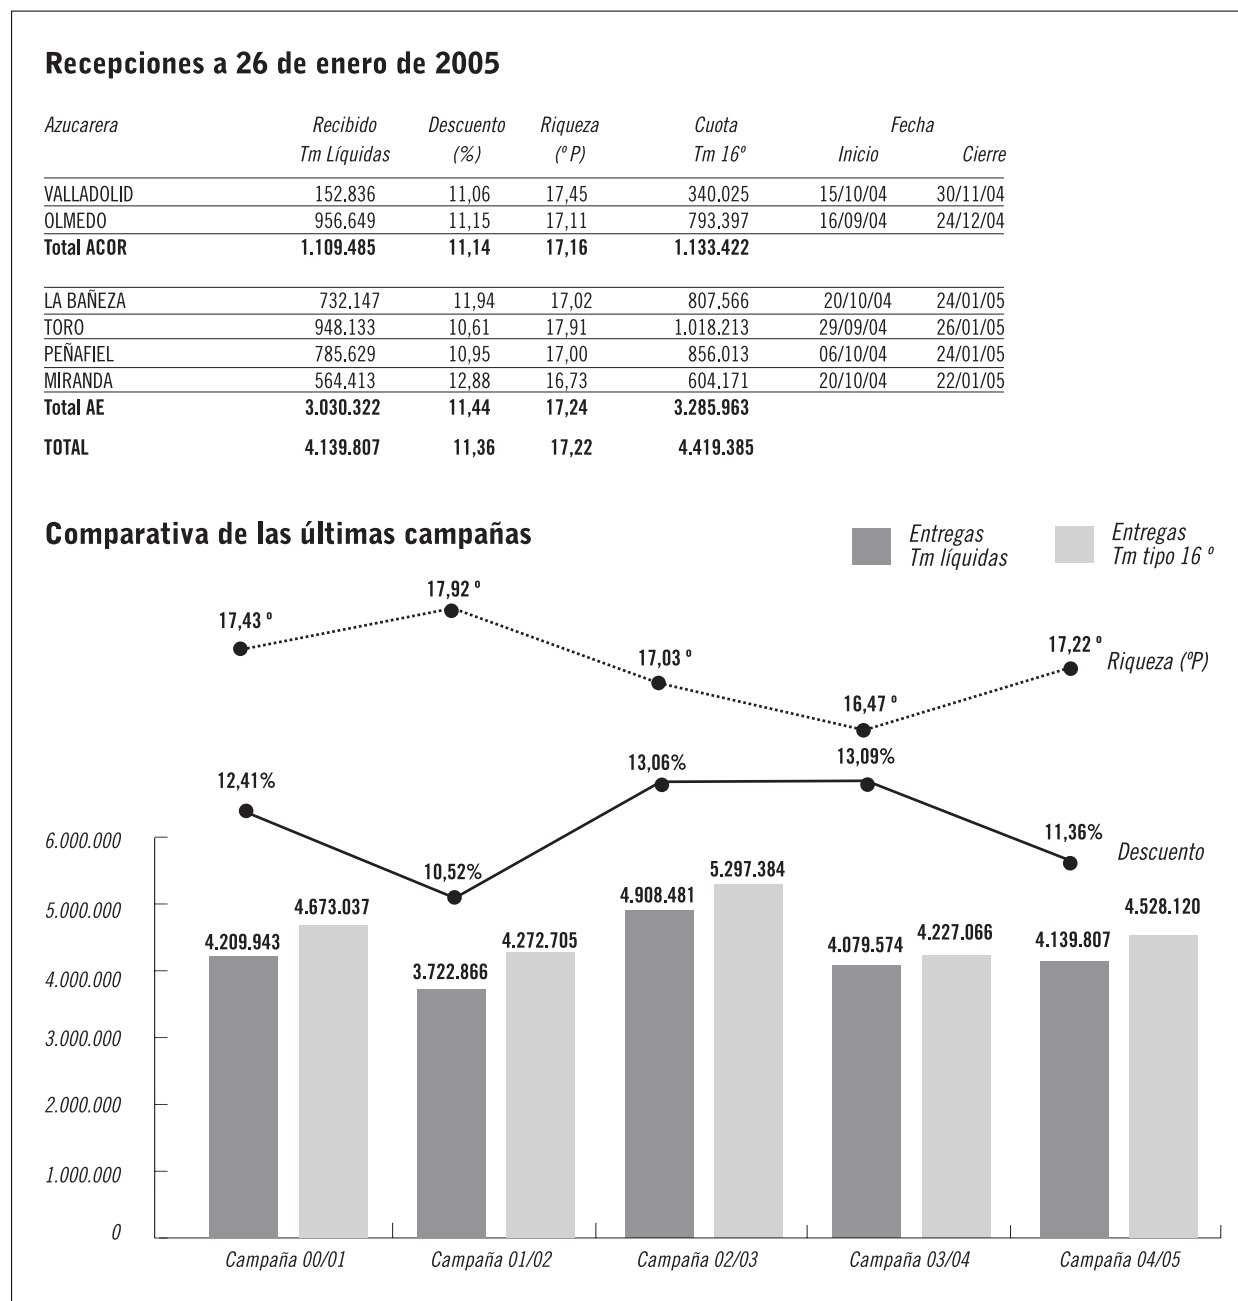 Recepciones a 26 de enero de 2005
Azucarera Recibido Descuento Riqueza Cuota Fecha
Tm Líquidas (%) (º P) Tm 16º Inicio Cierre
VALLADOLID 152.836 11,06 17,45 340.025 15/10/04 30/11/04
OLMEDO 956.649 11,15 17,11 793.397 16/09/04 24/12/04
Total ACOR 1.109.485 11,14 17,16 1.133.422
LA BAÑEZA 732.147 11,94 17,02 807.566 20/10/04 24/01/05
TORO 948.133 10,61 17,91 1.018.213 29/09/04 26/01/05
PEÑAFIEL 785.629 10,95 17,00 856.013 06/10/04 24/01/05
MIRANDA 564.413 12,88 16,73 604.171 20/10/04 22/01/05
Total AE 3.030.322 11,44 17,24 3.285.963
TOTAL 4.139.807 11,36 17,22 4.419.385
Comparativa de las últimas campañas
Entregas
Tm líquidas
Entregas
Tm tipo 16 º
17,43 º 17,92 º 17,03 º 16,47 º 17,22 º Riqueza (ºP)
12,41% 10,52% 13,06% 13,09% 11,36% Descuento
6.000.000
5.000.000
4.000.000
3.000.000
2.000.000
1.000.000
0
4.209.943 4.673.037 3.722.866 4.272.705 4.908.481 5.297.384 4.079.574 4.227.066 4.139.807 4.528.120
Campaña 00/01 Campaña 01/02 Campaña 02/03 Campaña 03/04 Campaña 04/05